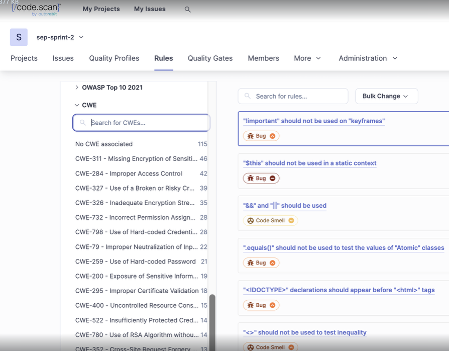 [/code.scan]
by autorabit
My Projects
My Issues
S
sep-sprint-2
Projects
Issues
Quality Profiles
Rules
Quality Gates
Members
More
Administration
OWASP Top 10 2021
CWE
Search for CWEs...
No CWE associated 115
CWE-311 - Missing Encryption of Sensiti... 46
CWE-284 - Improper Access Control 42
CWE-327 - Use of a Broken or Risky Cr... 39
CWE-326 - Inadequate Encryption Stre... 35
CWE-732 - Incorrect Permission Assign... 28
CWE-798 - Use of Hard-coded Credenti... 28
CWE-79 - Improper Neutralization of Inp... 22
CWE-259 - Use of Hard-coded Password 21
CWE-200 - Exposure of Sensitive Inform... 19
CWE-295 - Improper Certificate Validation 18
CWE-400 - Uncontrolled Resource Cons... 15
CWE-522 - Insufficiently Protected Cred... 14
CWE-780 - Use of RSA Algorithm withou... 14
CWE-352 - Cross-Site Request Forgery
Search for rules...
Bulk Change
"!important" should not be used on "keyframes"
Bug
"$this" should not be used in a static context
Bug
"&&" and "||" should be used
Code Smell
".equals()" should not be used to test the values of "Atomic" classes
Bug
"<!DOCTYPE>" declarations should appear before "<html>" tags
Bug
"<>" should not be used to test inequality
Code Smell